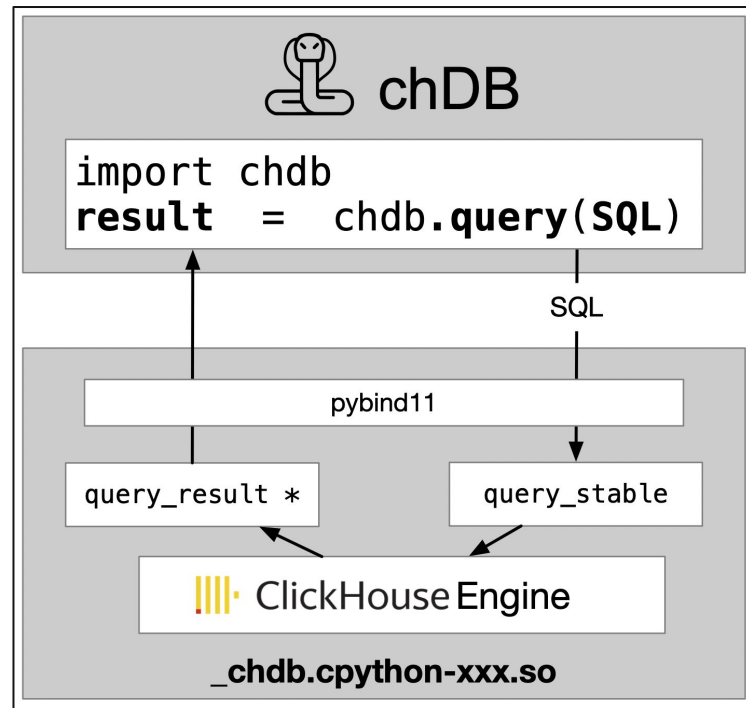 chDB
import chdb
result = chdb.query(SQL)
SQL
pybind11
query_result *
query_stable
ClickHouse Engine
_chdb.cpython-xxx.so